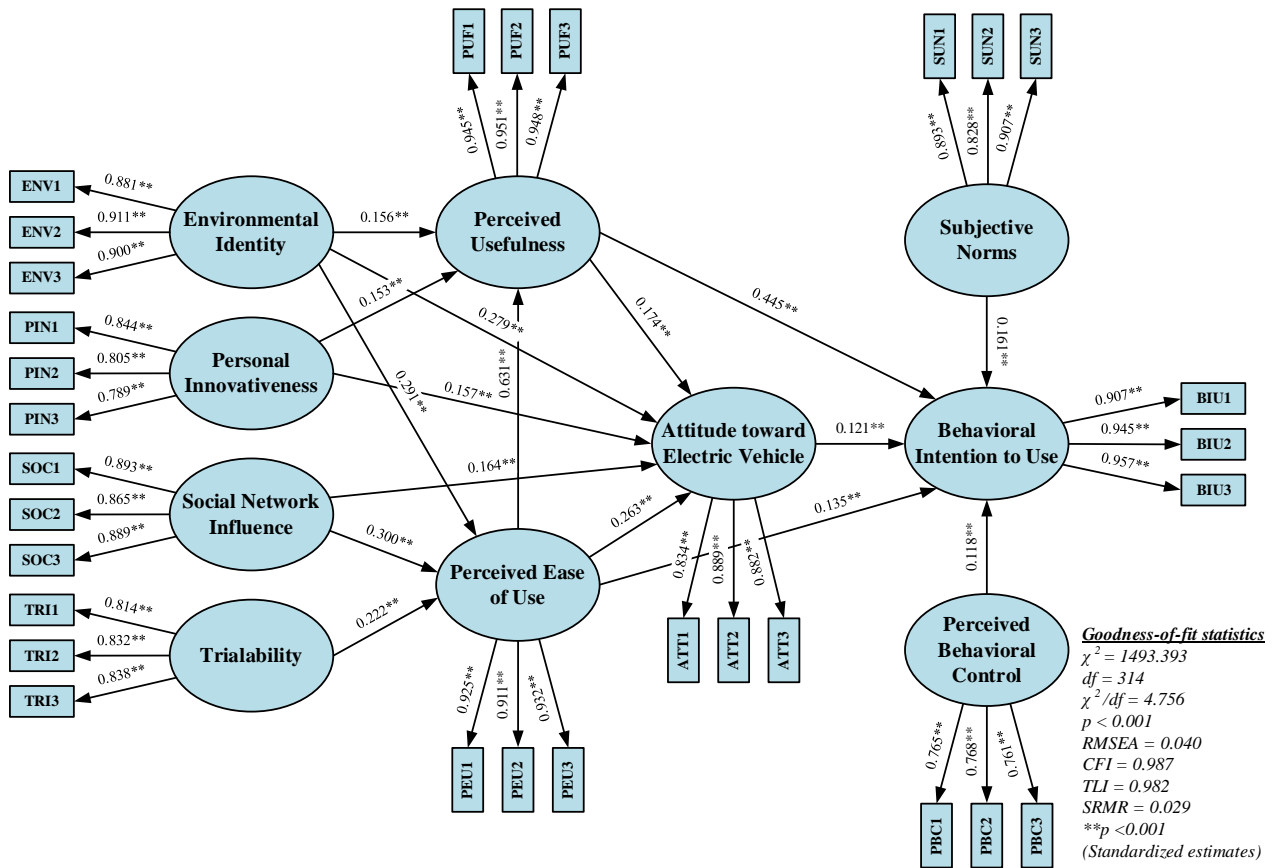 PUF1
PUF2
PUF3
0.945**
0.951**
0.948**
SUN1
SUN2
SUN3
0.893**
0.828**
0.907**
ENV1
ENV2
ENV3
0.881**
0.911**
0.900**
Environmental
Identity
0.156**
Perceived
Usefulness
Subjective
Norms
0.153**
0.279**
0.291**
0.631**
0.174**
0.445**
0.161**
PIN1
PIN2
PIN3
0.844**
0.805**
0.789**
Personal
Innovativeness
0.157**
Attitude toward
Electric Vehicle
0.121**
Behavioral
Intention to Use
0.907**
0.945**
0.957**
BIU1
BIU2
BIU3
SOC1
SOC2
SOC3
0.893**
0.865**
0.889**
Social Network
Influence
0.164**
0.300**
0.263**
0.135**
0.118**
Perceived Ease
of Use
0.834**
0.889**
0.882**
ATT1
ATT2
ATT3
TRI1
TRI2
TRI3
0.814**
0.832**
0.838**
Trialability
0.222**
0.925**
0.911**
0.932**
PEU1
PEU2
PEU3
Perceived
Behavioral
Control
0.765**
0.768**
0.761**
PBC1
PBC2
PBC3
Goodness-of-fit statistics
χ² = 1493.393
df = 314
χ²/df = 4.756
p < 0.001
RMSEA = 0.040
CFI = 0.987
TLI = 0.982
SRMR = 0.029
**p <0.001
(Standardized estimates)